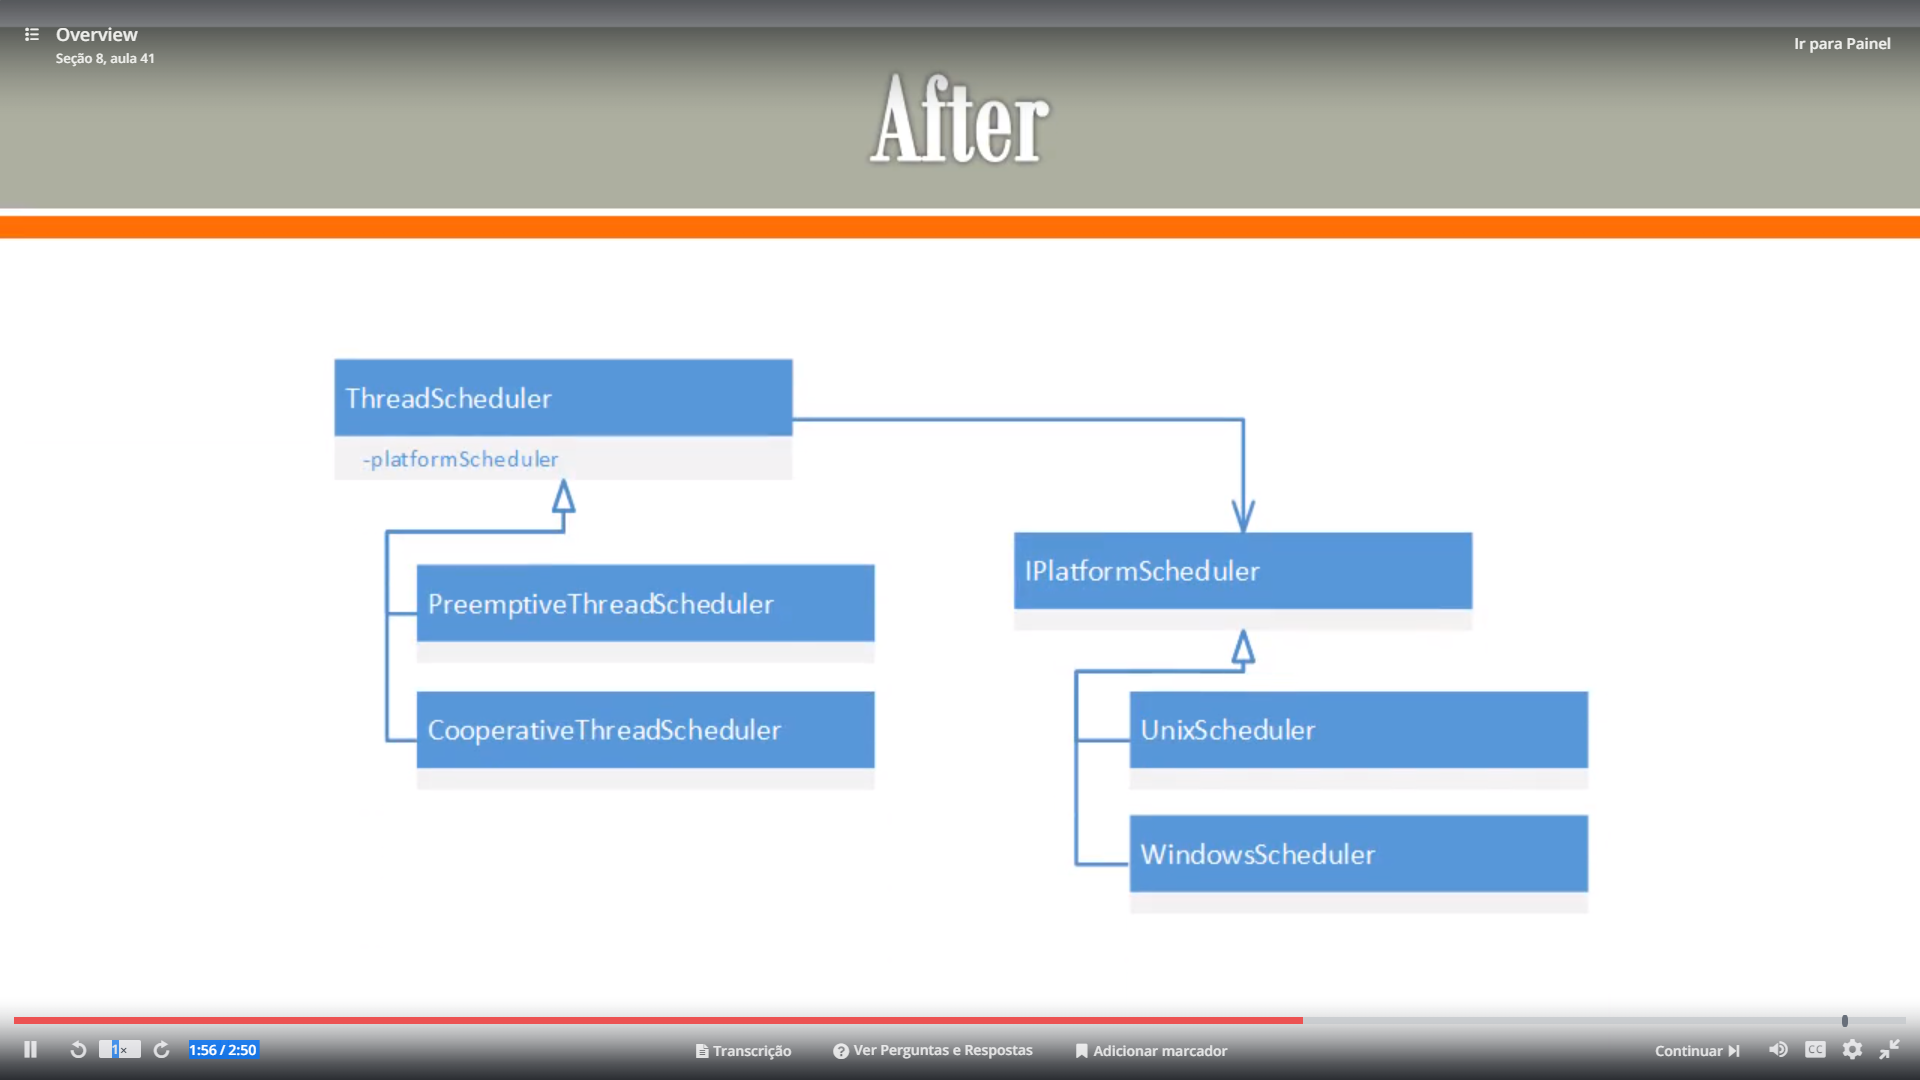 Overview
Seção 8, aula 41
Ir para Painel
After
ThreadScheduler
-platformScheduler
PreemptiveThreadScheduler
CooperativeThreadScheduler
IPlatformScheduler
UnixScheduler
WindowsScheduler
1×
1:56 / 2:50
Transcrição
Ver Perguntas e Respostas
Adicionar marcador
Continuar
CC